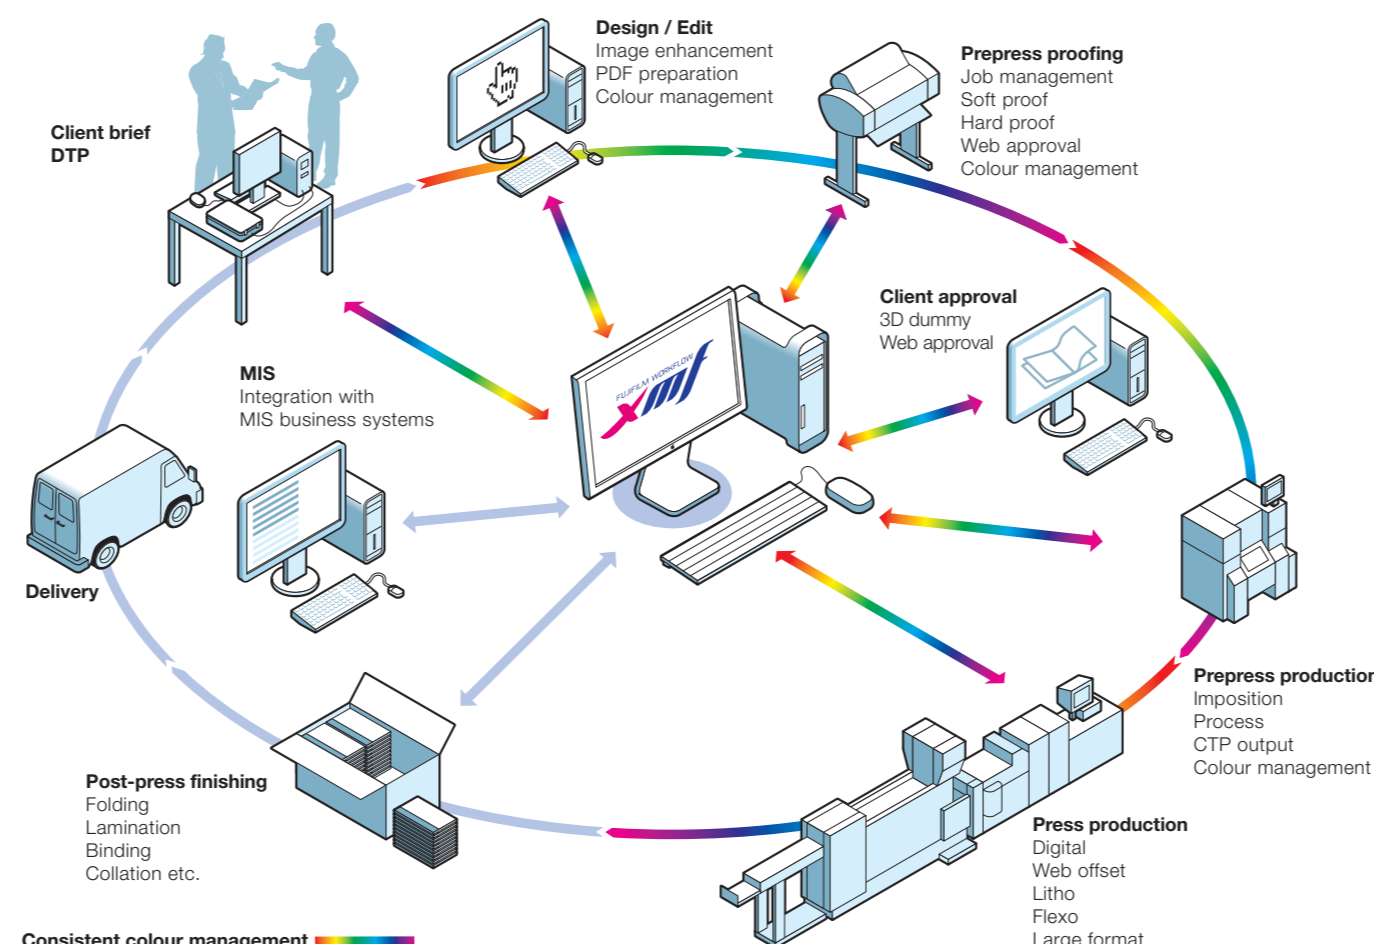 Design / Edit
Image enhancement
PDF preparation
Colour management
Prepress proofing
Job management
Soft proof
Hard proof
Web approval
Colour management
Client brief
DTP
Client approval
3D dummy
Web approval
MIS
Integration with
MIS business systems
FUJIFILM WORKFLOW
xmf
Delivery
Prepress production
Imposition
Process
CTP output
Colour management
Post-press finishing
Folding
Lamination
Binding
Collation etc.
Press production
Digital
Web offset
Litho
Flexo
Large format
Consistent colour management